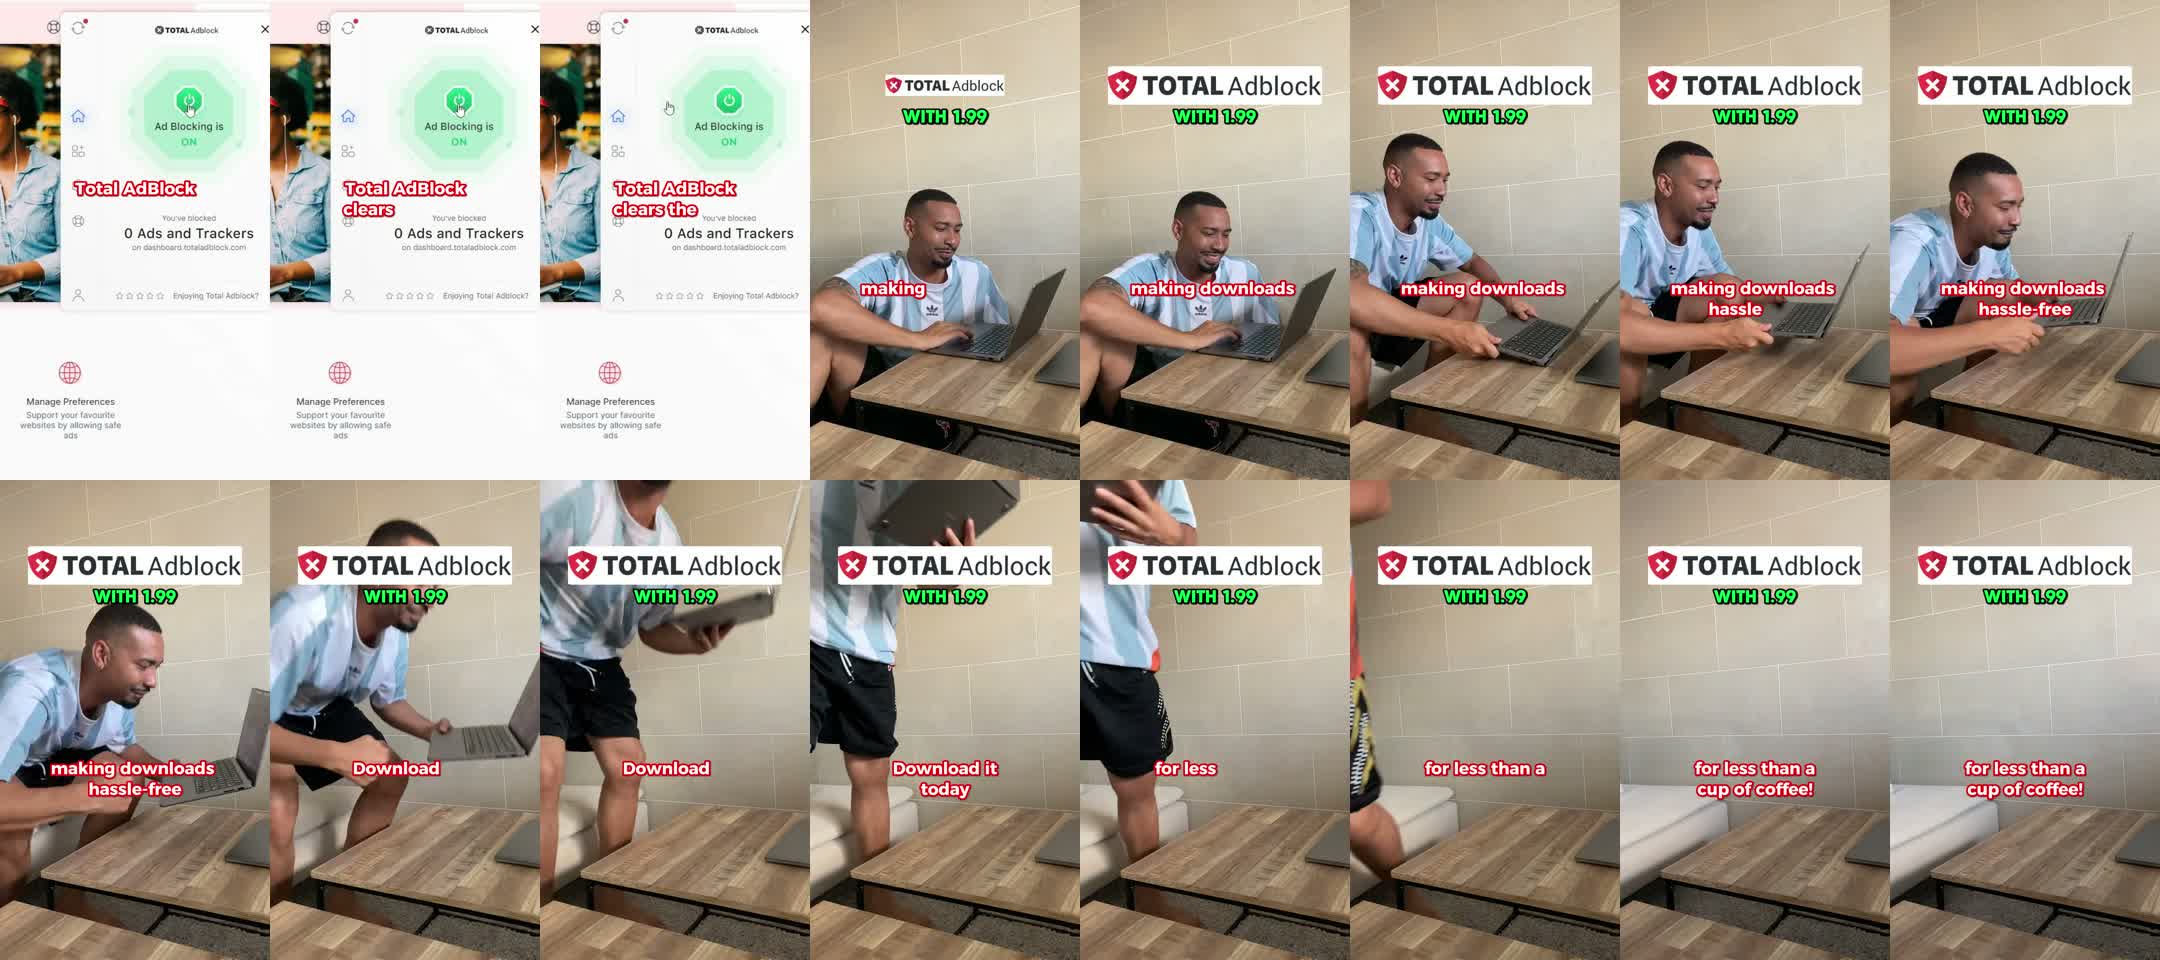 TOTAL Adblock
Ad Blocking is
ON
Total AdBlock
You've blocked
0 Ads and Trackers
on dashboard.totaladblock.com
Enjoying Total Adblock?
Manage Preferences
Support your favourite
websites by allowing safe
ads
TOTAL Adblock
Ad Blocking is
ON
Total AdBlock
clears
You've blocked
0 Ads and Trackers
on dashboard.totaladblock.com
Enjoying Total Adblock?
Manage Preferences
Support your favourite
websites by allowing safe
ads
TOTAL Adblock
Ad Blocking is
ON
Total AdBlock
clears the
You've blocked
0 Ads and Trackers
on dashboard.totaladblock.com
Enjoying Total Adblock?
Manage Preferences
Support your favourite
websites by allowing safe
ads
TOTAL Adblock
WITH 1.99
making
TOTAL Adblock
WITH 1.99
making downloads
TOTAL Adblock
WITH 1.99
making downloads
TOTAL Adblock
WITH 1.99
making downloads
hassle
TOTAL Adblock
WITH 1.99
making downloads
hassle-free
TOTAL Adblock
WITH 1.99
making downloads
hassle-free
TOTAL Adblock
WITH 1.99
Download
TOTAL Adblock
WITH 1.99
Download
TOTAL Adblock
WITH 1.99
Download it
today
TOTAL Adblock
WITH 1.99
for less
TOTAL Adblock
WITH 1.99
for less than a
TOTAL Adblock
WITH 1.99
for less than a
cup of coffee!
TOTAL Adblock
WITH 1.99
for less than a
cup of coffee!